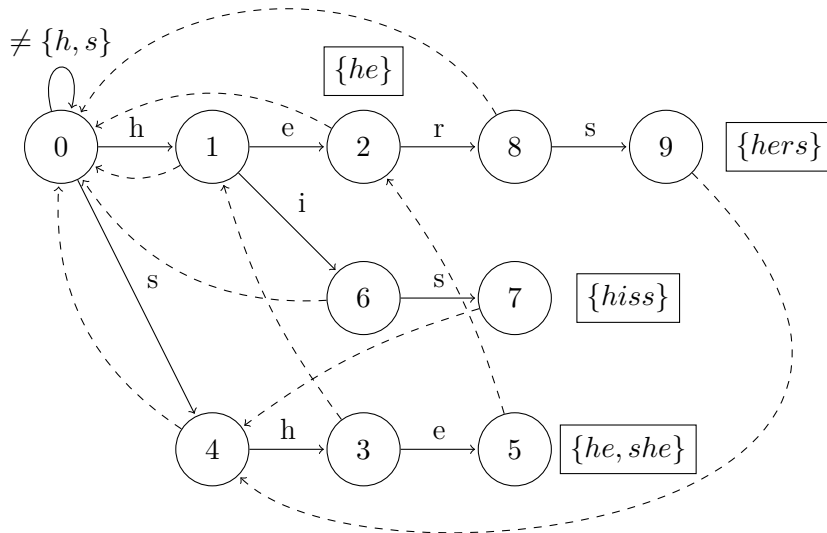 ≠ {h, s}
{he}
0 h 1 e 2 r 8 s 9 {hers}
i
s 6 s 7 {hiss}
4 h 3 e 5 {he, she}